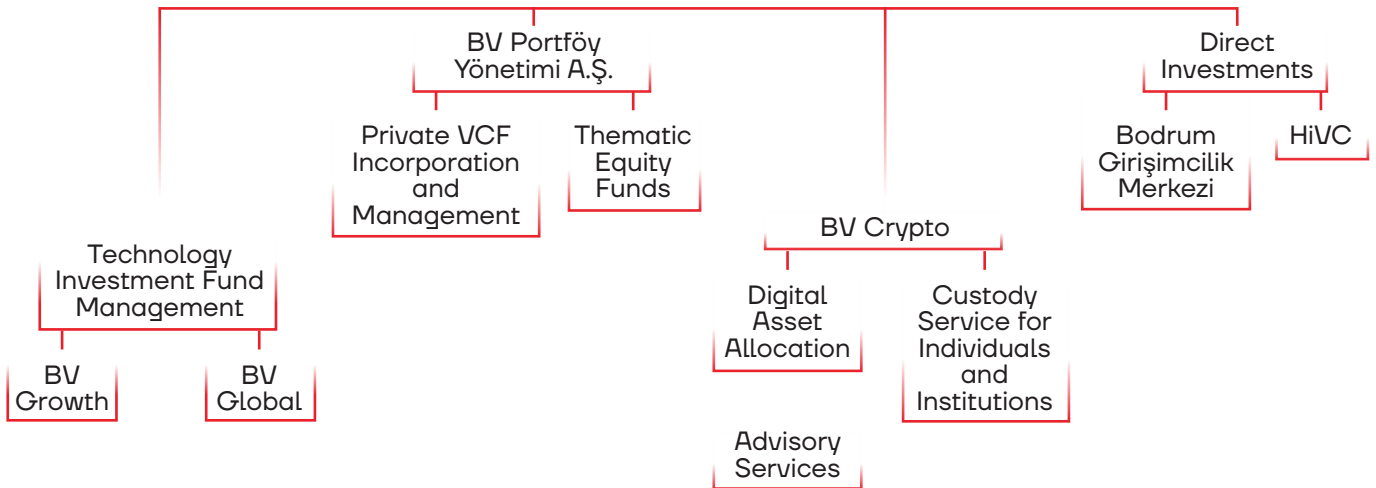 BV Portföy
Yönetimi A.Ş.
Private VCF
Incorporation
and
Management
Thematic
Equity
Funds
Direct
Investments
Bodrum
Girişimcilik
Merkezi
HiVC
Technology
Investment Fund
Management
BV
Growth
BV
Global
BV Crypto
Digital
Asset
Allocation
Custody
Service for
Individuals
and
Institutions
Advisory
Services